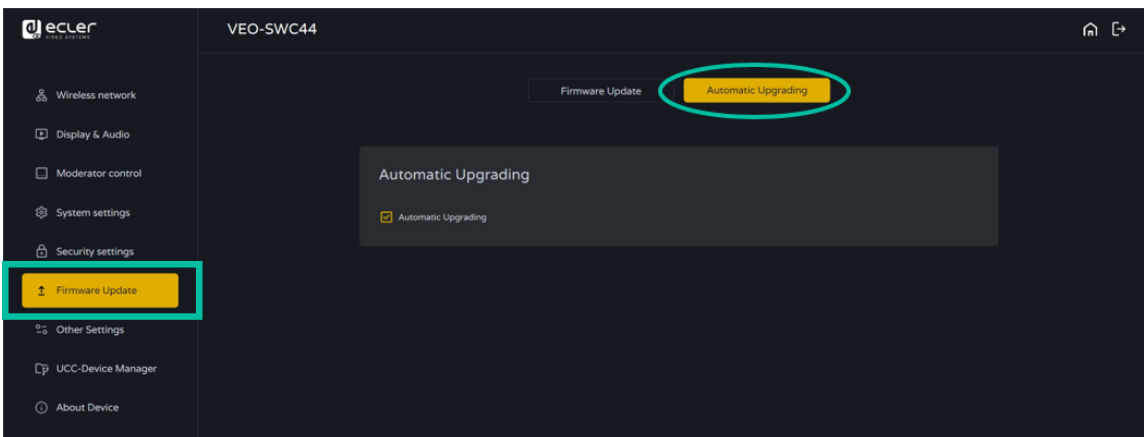 ecler
VIDEO SYSTEMS
VEO-SWC44
Wireless network
Display & Audio
Moderator control
System settings
Security settings
Firmware Update
Other Settings
UCC-Device Manager
About Device
Firmware Update
Automatic Upgrading
Automatic Upgrading
Automatic Upgrading